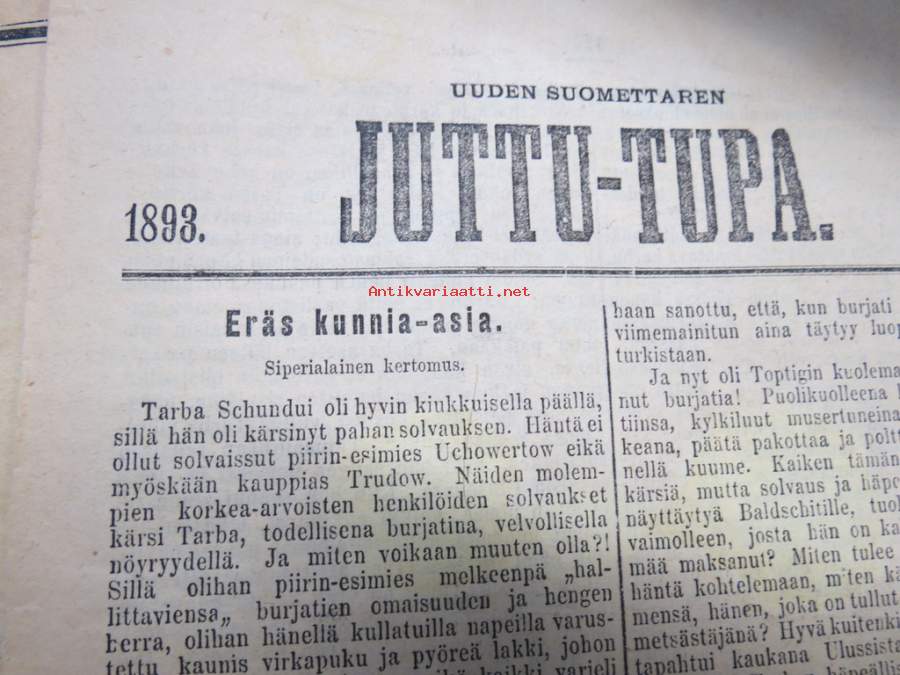 UUDEN SUOMETTAREN
JUTTU-TUPA.
1893.
Antikvariaatti.net
Eräs kunnia-asia.
Siperialainen kertomus.
Tarba Schundui oli hyvin kiukkuisella päällä,
sillä hän oli kärsinyt pahan solvauksen. Häntä ei
ollut solvaissut piirin-esimies Uchowertow eikä
myöskään kauppias Trudow. Näiden molem-
pien korkea-arvoisten henkilöiden solvaukset
kärsi Tarba, todellisena burjatina, velvollisella
nöyryydellä. Ja miten voikaan muuten olla?!
Sillä olihan piirin-esimies melkeenpä „hal-
littaviensa„ burjatien omaisuuden ja hengen
herra, olihan hänellä kullatuilla napeilla varus-
tettu kaunis virkapuku ja pyöreä lakki, johon
kaikki varjeli
haan sanottu, että, kun burjati
viimemainitun aina täytyy luop
turkistaan.
Ja nyt oli Toptigin kuolema
nut burjatia! Puolikuolleena
tiinsa, kylkiluut musertuneina
keana, päätä pakottaa ja poltt
nellä kuume. Kaiken tämän
kärsiä, mutta solvaus ja häpe
näyttäytyä Baldschitille, tuol
vaimolleen, josta hän on ka
mää maksanut? Miten tulee
häntä kohtelemaan, miten kä
mensä, hänen, joka on tullut
metsästäjänä? Hyvä kuitenki
tapahtui kaukana Ulussista